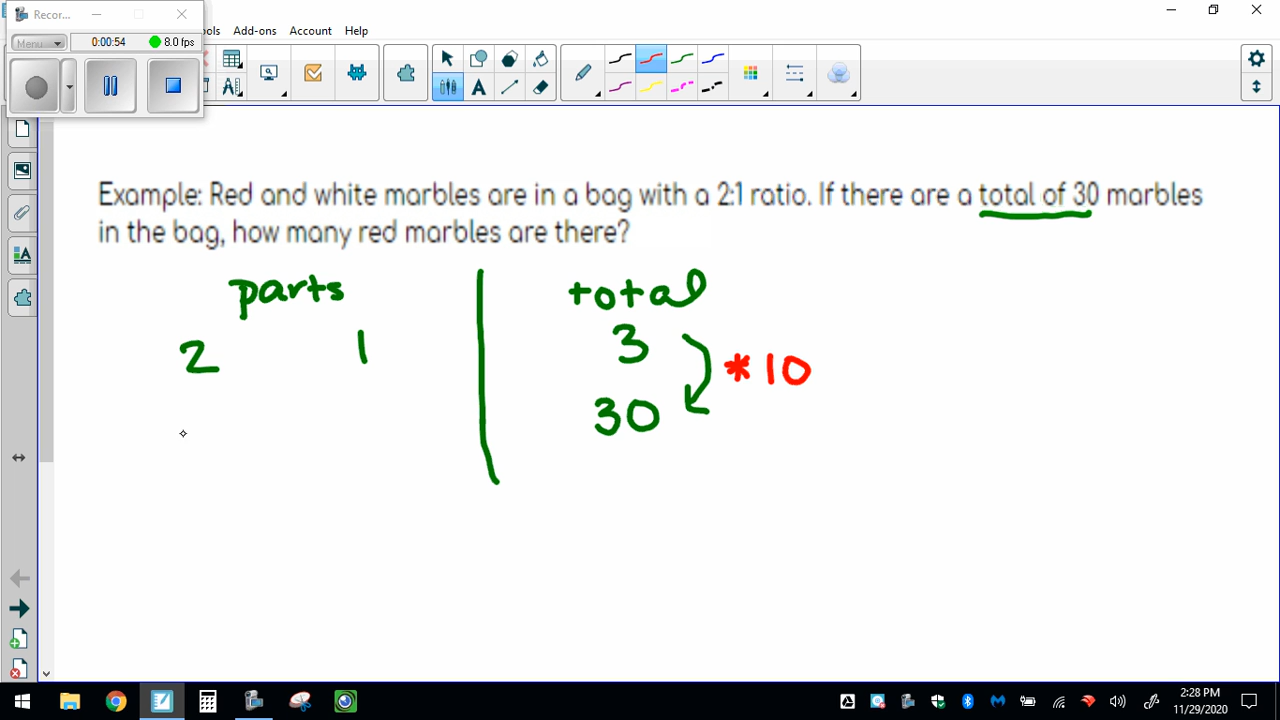 Recor...
Menu
0:00:54
8.0 fps
Add-ons Account Help
Example: Red and white marbles are in a bag with a 2:1 ratio. If there are a total of 30 marbles
in the bag, how many red marbles are there?
parts total
2 1 3 *10
30
2:28 PM
11/29/2020